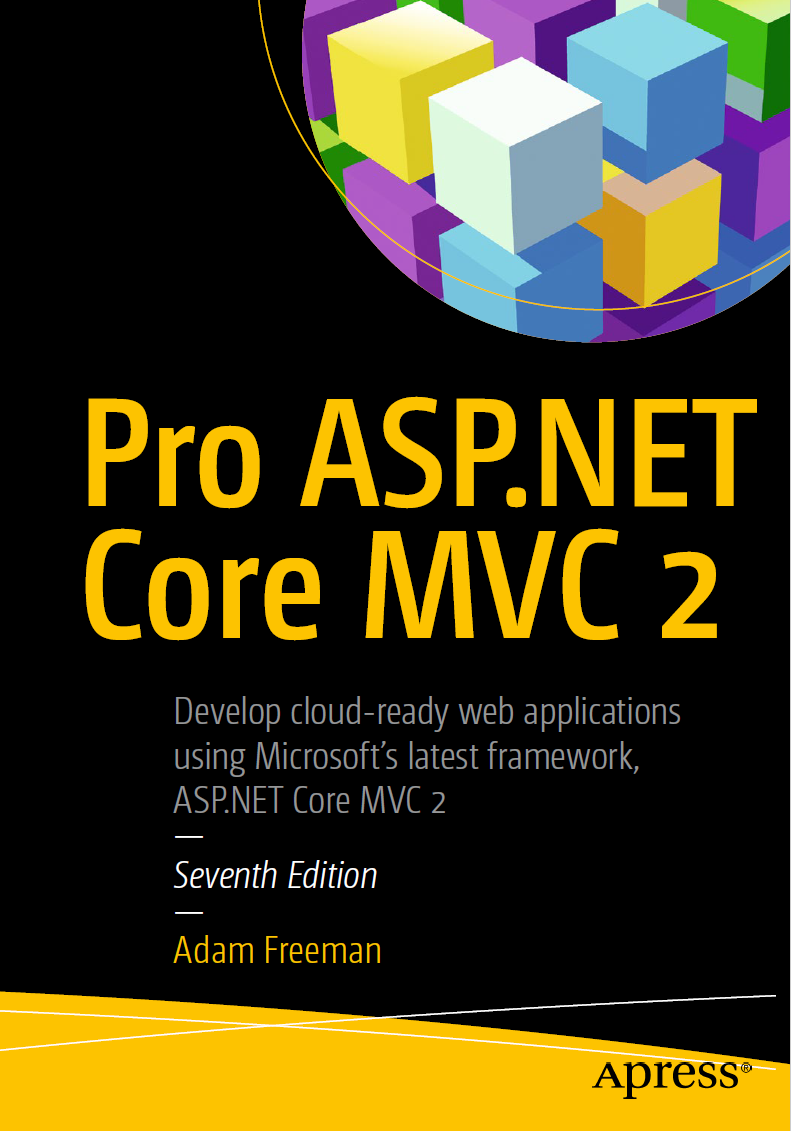 Pro ASP.NET
Core MVC 2
Develop cloud-ready web applications
using Microsoft’s latest framework,
ASP.NET Core MVC 2
—
Seventh Edition
—
Adam Freeman
Apress®